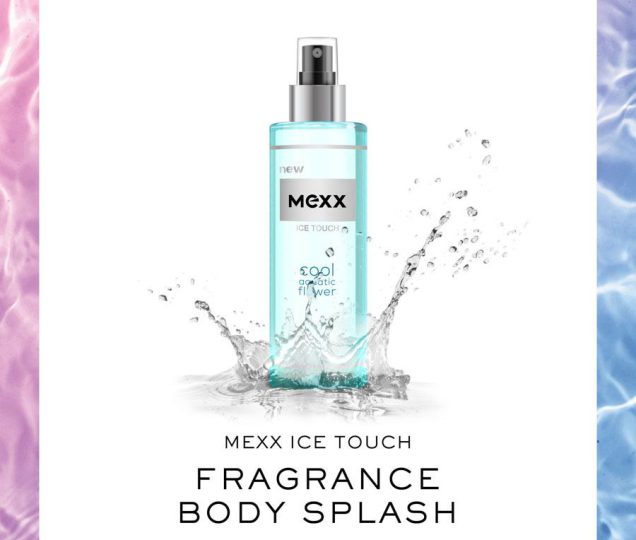 new
mexx
ICE TOUCH
cool
aquatic
flower
MEXX ICE TOUCH
FRAGRANCE
BODY SPLASH